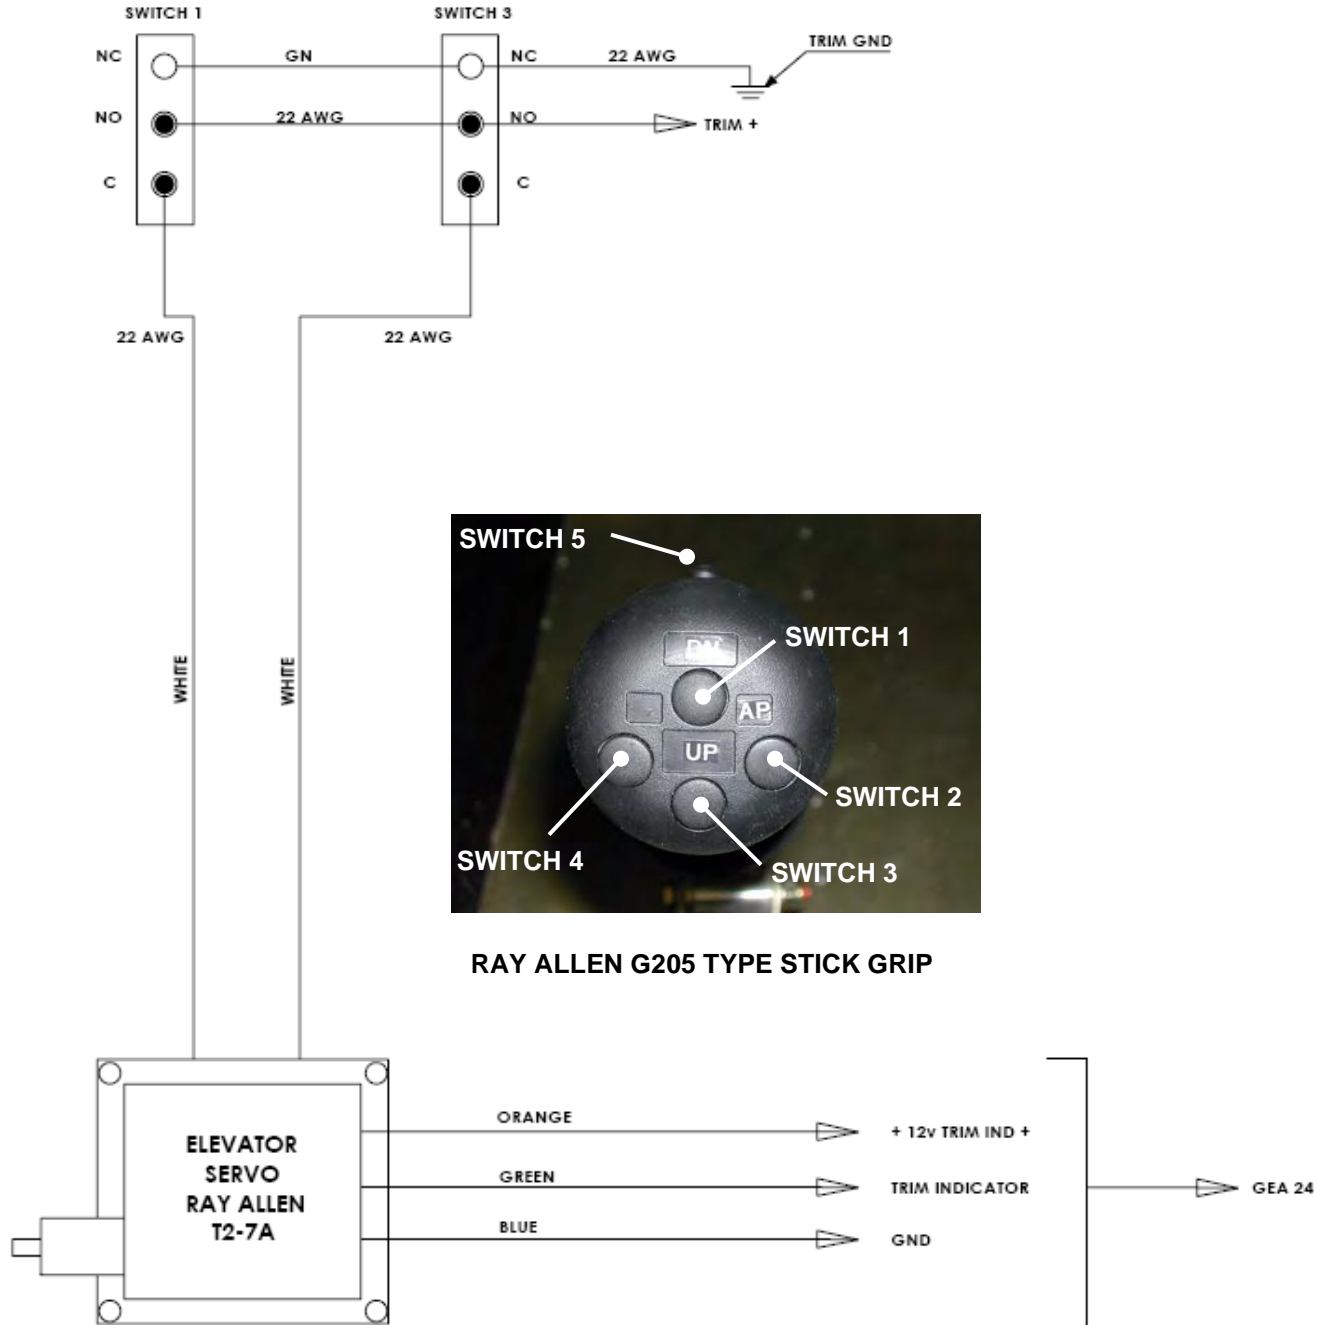 SWITCH 1
SWITCH 3
NC
GN
NC
22 AWG
TRIM GND
NO
22 AWG
NO
TRIM +
C
C
22 AWG
22 AWG
WHITE
WHITE
SWITCH 5
SWITCH 1
AP
UP
SWITCH 2
SWITCH 4
SWITCH 3
RAY ALLEN G205 TYPE STICK GRIP
ELEVATOR
SERVO
RAY ALLEN
T2-7A
ORANGE
+ 12v TRIM IND +
GREEN
TRIM INDICATOR
GEA 24
BLUE
GND